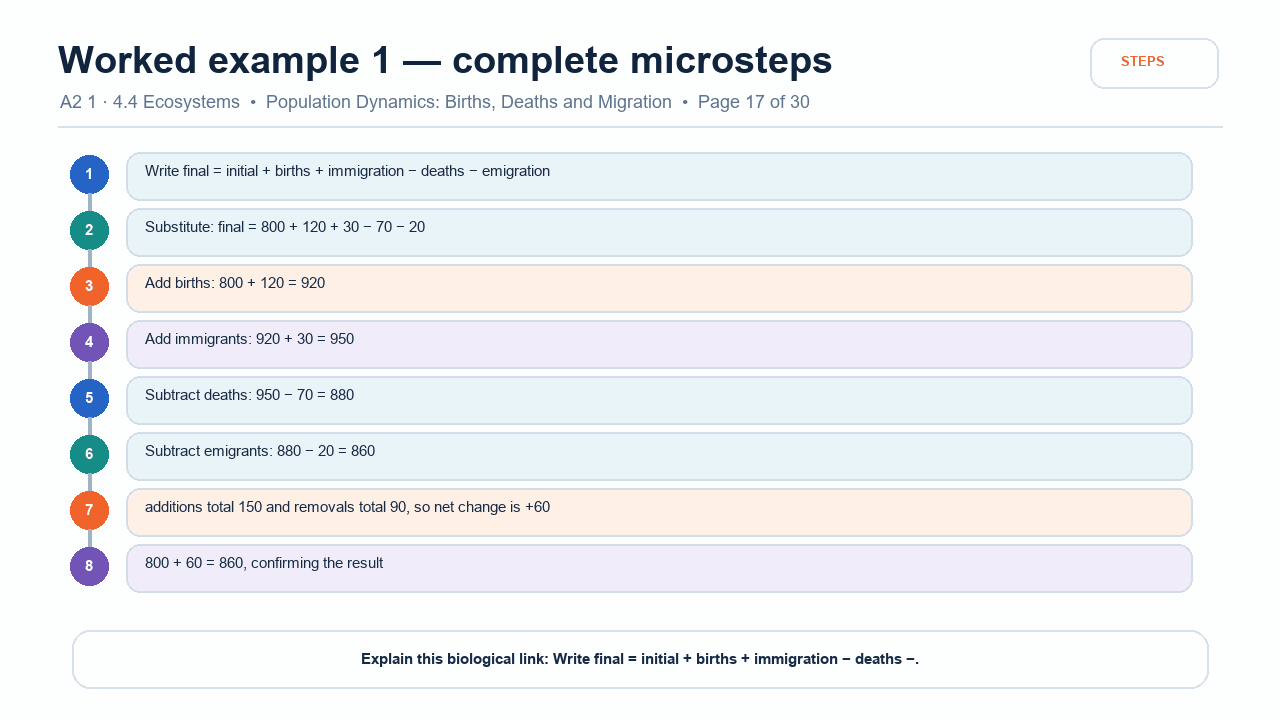 Worked example 1 — complete microsteps
STEPS
A2 1 · 4.4 Ecosystems • Population Dynamics: Births, Deaths and Migration • Page 17 of 30
1
Write final = initial + births + immigration − deaths − emigration
2
Substitute: final = 800 + 120 + 30 − 70 − 20
3
Add births: 800 + 120 = 920
4
Add immigrants: 920 + 30 = 950
5
Subtract deaths: 950 − 70 = 880
6
Subtract emigrants: 880 − 20 = 860
7
additions total 150 and removals total 90, so net change is +60
8
800 + 60 = 860, confirming the result
Explain this biological link: Write final = initial + births + immigration − deaths −.